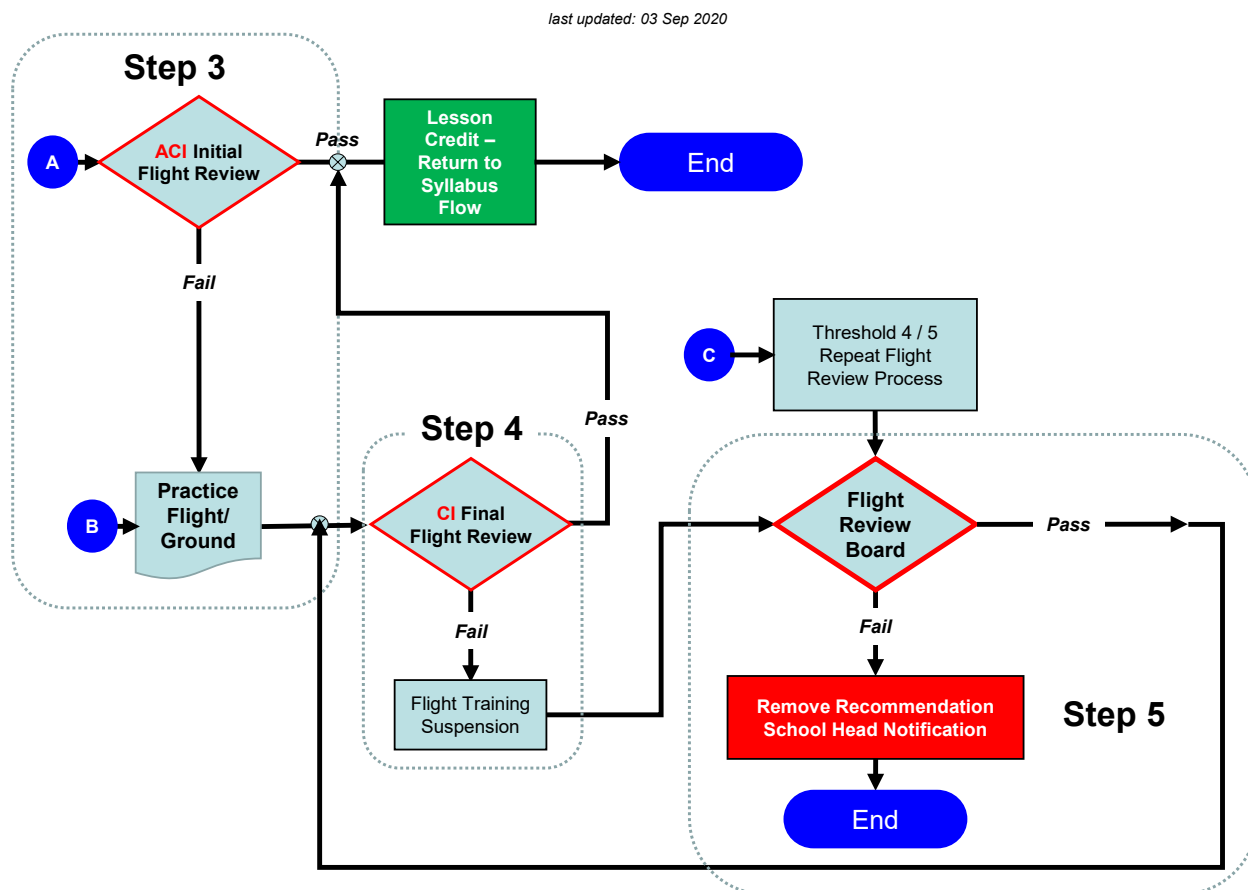 last updated: 03 Sep 2020
Step 3
A
ACI Initial
Flight Review
Pass
Lesson
Credit –
Return to
Syllabus
Flow
End
Fail
C
Threshold 4 / 5
Repeat Flight
Review Process
Step 4
Pass
B
Practice
Flight/
Ground
CI Final
Flight Review
Flight
Review
Board
Pass
Fail
Fail
Flight Training
Suspension
Remove Recommendation
School Head Notification
Step 5
End